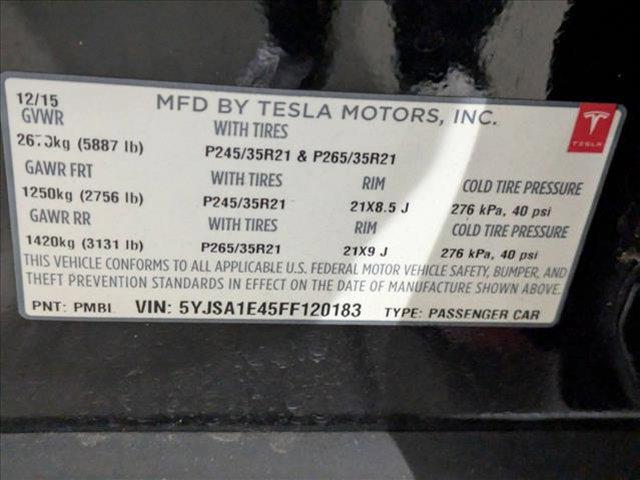 12/15 MFD BY TESLA MOTORS, INC.
TESLA
GVWR WITH TIRES
2670kg (5887 lb) P245/35R21 & P265/35R21
GAWR FRT WITH TIRES RIM COLD TIRE PRESSURE
1250kg (2756 lb) P245/35R21 21X8.5 J 276 kPa, 40 psi
GAWR RR WITH TIRES RIM COLD TIRE PRESSURE
1420kg (3131 lb) P265/35R21 21X9 J 276 kPa, 40 psi
THIS VEHICLE CONFORMS TO ALL APPLICABLE U.S. FEDERAL MOTOR VEHICLE SAFETY, BUMPER, AND
THEFT PREVENTION STANDARDS IN EFFECT ON THE DATE OF MANUFACTURE SHOWN ABOVE.
PNT: PMBL VIN: 5YJSA1E45FF120183 TYPE: PASSENGER CAR